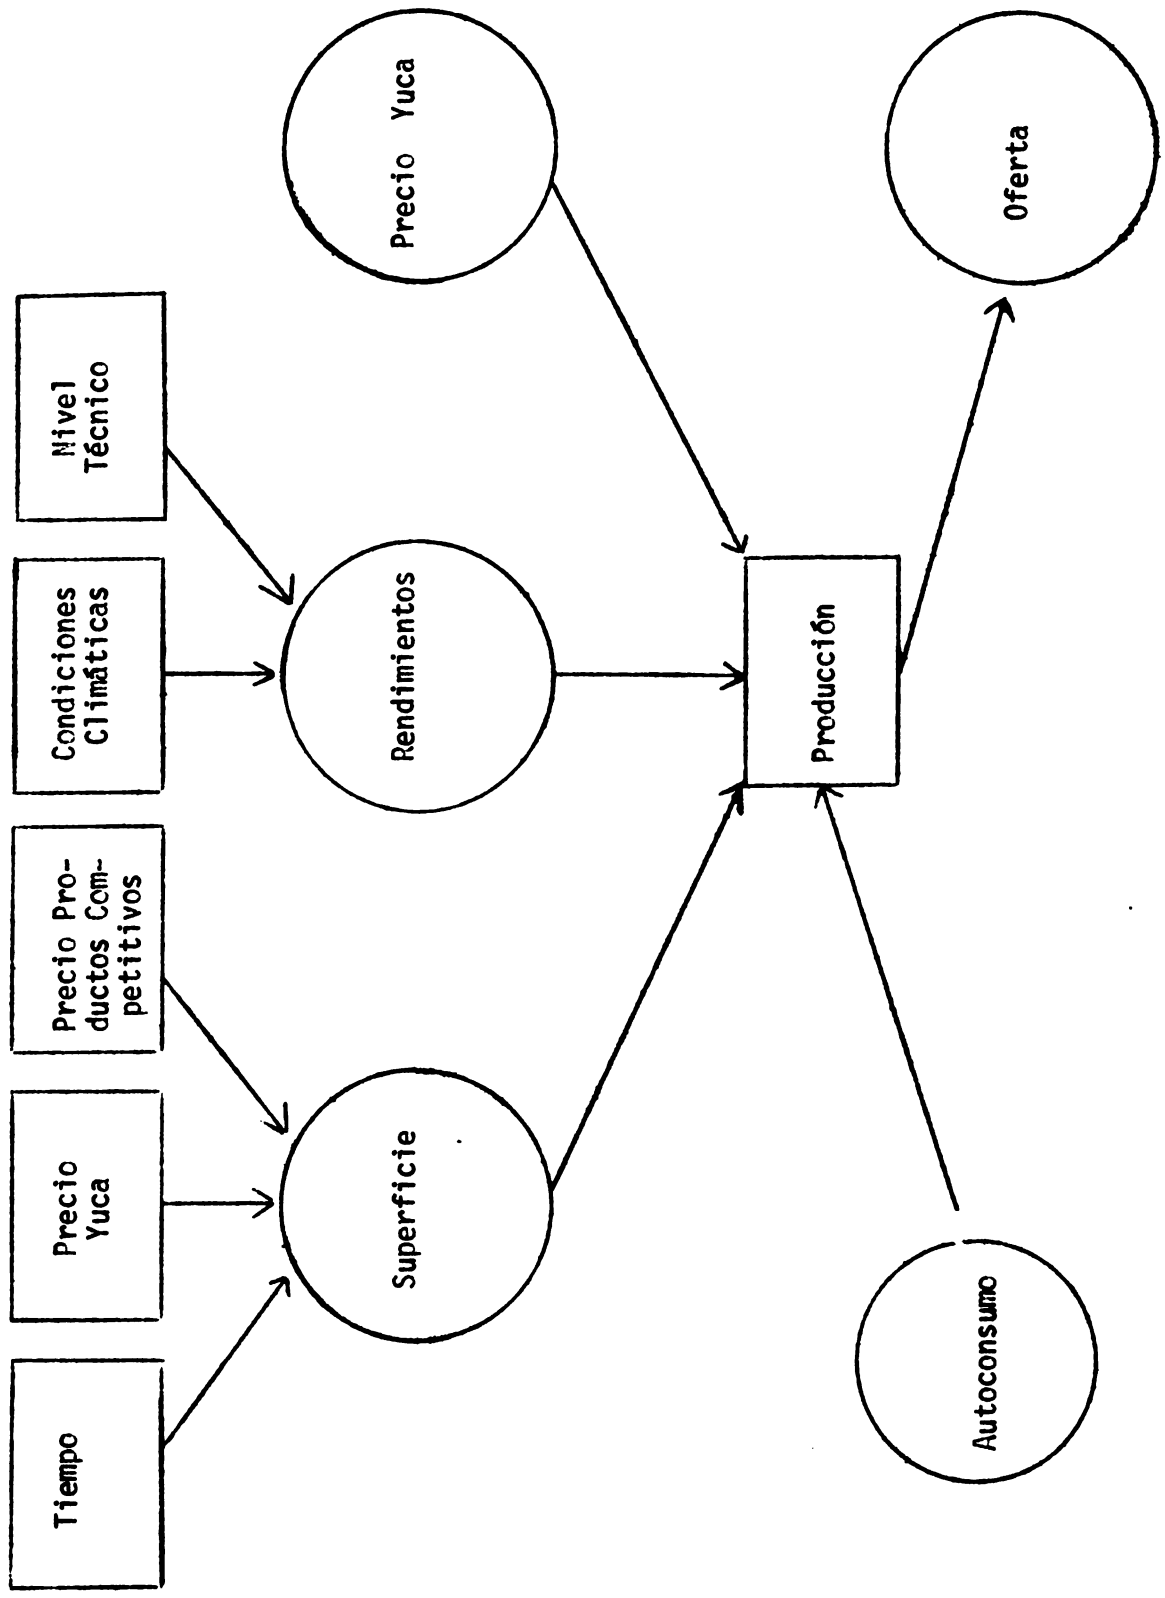 Tiempo
Precio
Yuca
Precio Pro-
ductos Com-
petitivos
Condiciones
Climáticas
Nivel
Técnico
Superficie
Rendimientos
Precio Yuca
Producción
Autoconsumo
Oferta